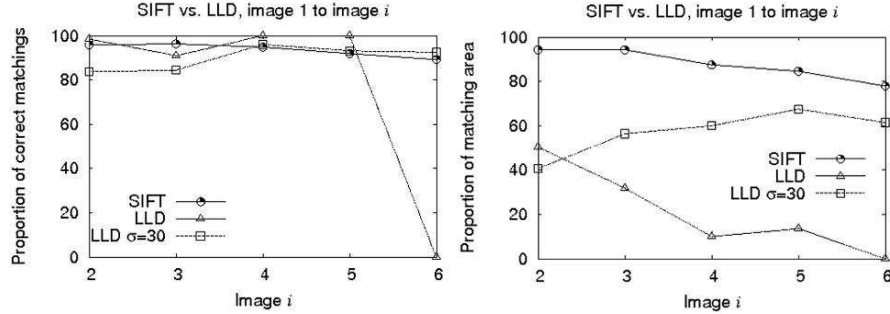 SIFT vs. LLD, image 1 to image i
Proportion of correct matchings
100
80
60
40
20
0
SIFT
LLD
LLD σ=30
2 3 4 5 6
Image i
SIFT vs. LLD, image 1 to image i
Proportion of matching area
100
80
60
40
20
0
SIFT
LLD
LLD σ=30
2 3 4 5 6
Image i